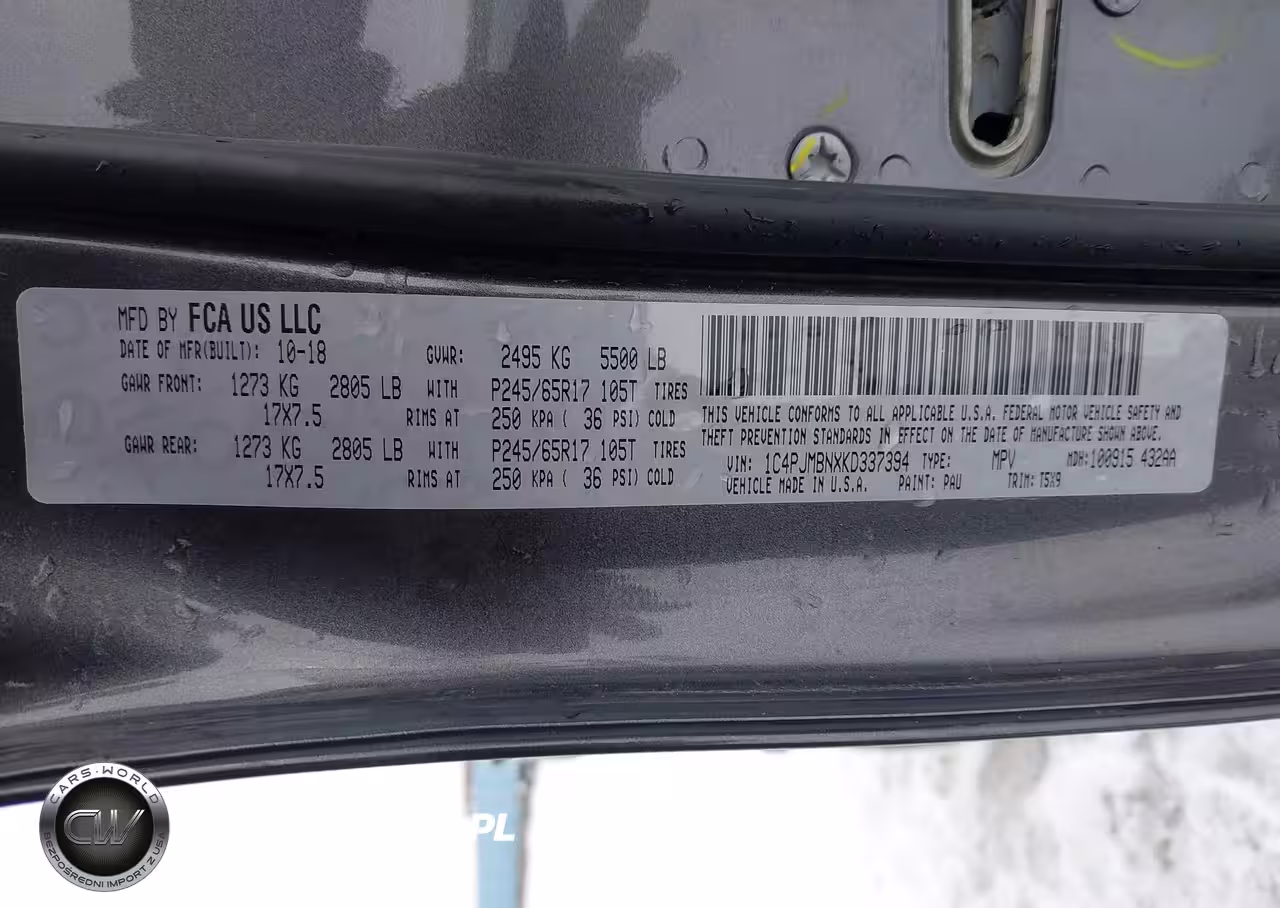 MFD BY FCA US LLC
DATE OF MFR(BUILT): 10-18 GVWR: 2495 KG 5500 LB
GAWR FRONT: 1273 KG 2805 LB WITH P245/65R17 105T TIRES
17X7.5 RIMS AT 250 KPA ( 36 PSI) COLD
GAWR REAR: 1273 KG 2805 LB WITH P245/65R17 105T TIRES
17X7.5 RIMS AT 250 KPA ( 36 PSI) COLD
THIS VEHICLE CONFORMS TO ALL APPLICABLE U.S.A. FEDERAL MOTOR VEHICLE SAFETY AND
THEFT PREVENTION STANDARDS IN EFFECT ON THE DATE OF MANUFACTURE SHOWN ABOVE.
VIN: 1C4PJMBNXKD337394 TYPE: MPV MDH:100915 432AA
VEHICLE MADE IN U.S.A. PAINT: PAU TRIM: T5X9
CARS-WORLD
CW
BEZPOŚREDNI IMPORT Z USA
PL